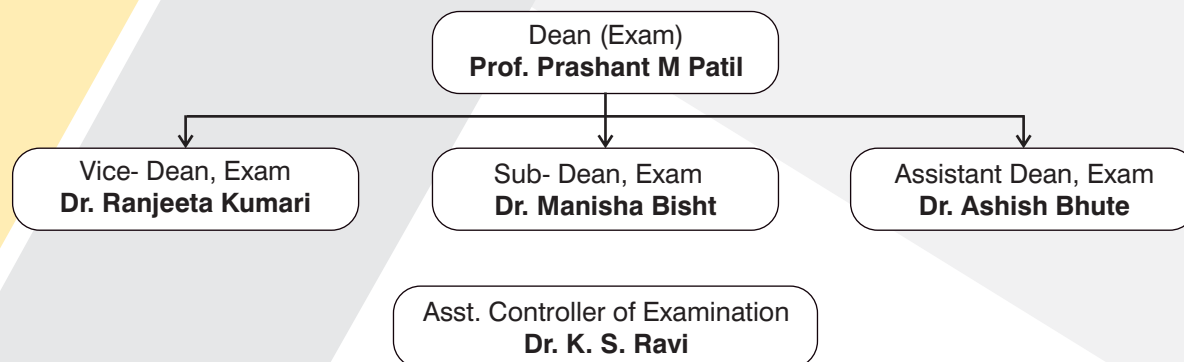 Dean (Exam)
Prof. Prashant M Patil
Vice- Dean, Exam
Dr. Ranjeeta Kumari
Sub- Dean, Exam
Dr. Manisha Bisht
Assistant Dean, Exam
Dr. Ashish Bhute
Asst. Controller of Examination
Dr. K. S. Ravi